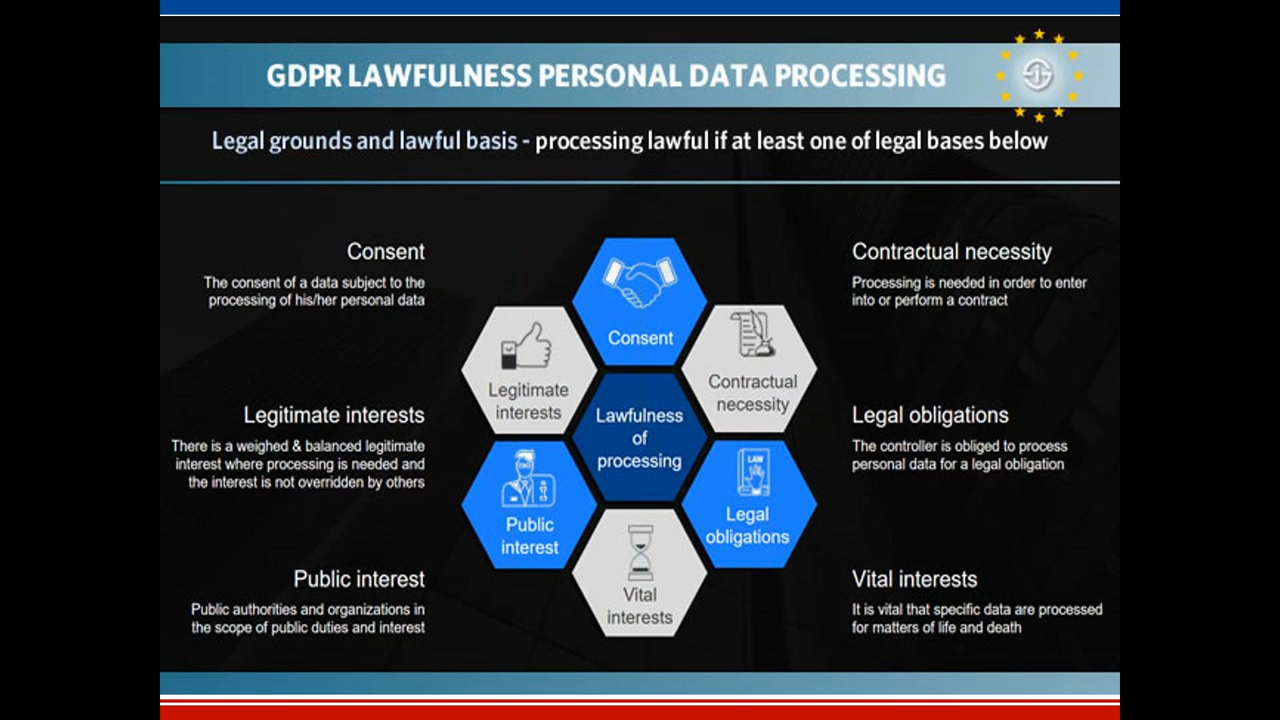 GDPR LAWFULNESS PERSONAL DATA PROCESSING
Legal grounds and lawful basis - processing lawful if at least one of legal bases below
Consent
The consent of a data subject to the
processing of his/her personal data
Legitimate interests
There is a weighed & balanced legitimate
interest where processing is needed and
the interest is not overridden by others
Public interest
Public authorities and organizations in
the scope of public duties and interest
Consent
Legitimate
interests
Contractual
necessity
Lawfulness
of
processing
Public
interest
LAW
Legal
obligations
Vital
interests
Contractual necessity
Processing is needed in order to enter
into or perform a contract
Legal obligations
The controller is obliged to process
personal data for a legal obligation
Vital interests
It is vital that specific data are processed
for matters of life and death